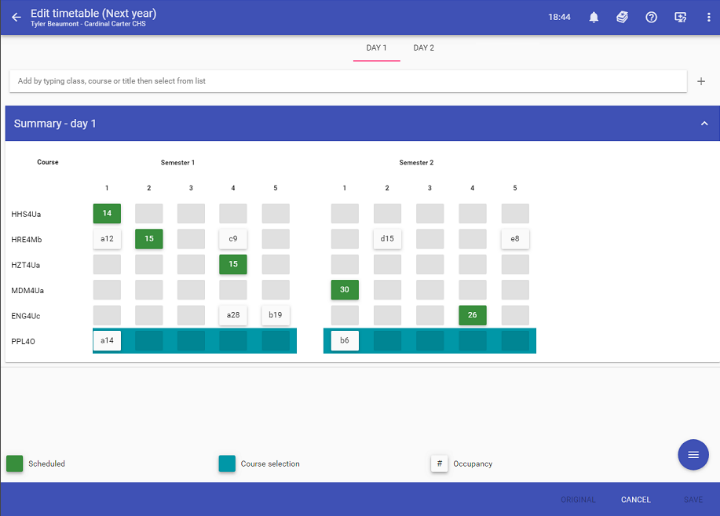 Edit timetable (Next year)
Tyler Beaumont - Cardinal Carter CHS
18:44
DAY 1 DAY 2
Add by typing class, course or title then select from list
Summary - day 1
Course Semester 1 Semester 2
1 2 3 4 5 1 2 3 4 5
HHS4Ua 14
HRE4Mb a12 15 c9 d15 e8
HZT4Ua 15
MDM4Ua 30
ENG4Uc a28 b19 26
PPL4O a14 b6
Scheduled Course selection # Occupancy
ORIGINAL CANCEL SAVE